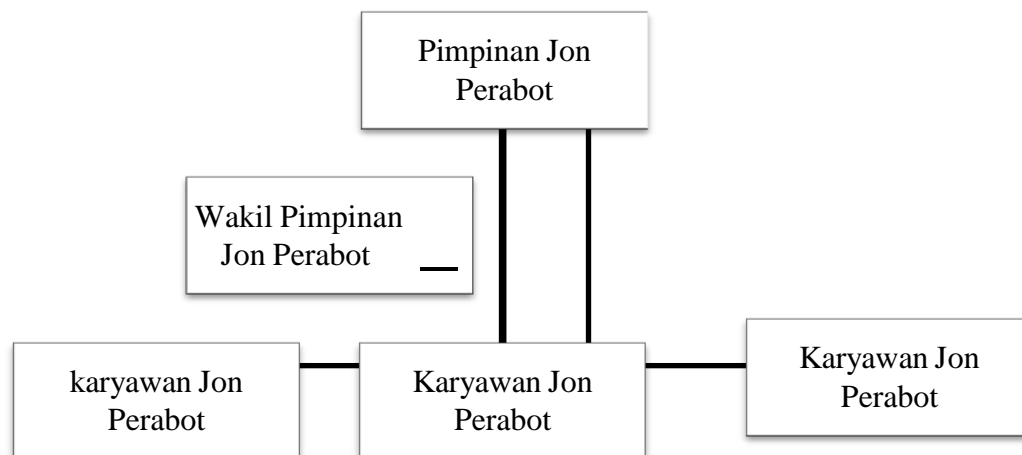 Pimpinan Jon
Perabot
Wakil Pimpinan
Jon Perabot
karyawan Jon
Perabot
Karyawan Jon
Perabot
Karyawan Jon
Perabot